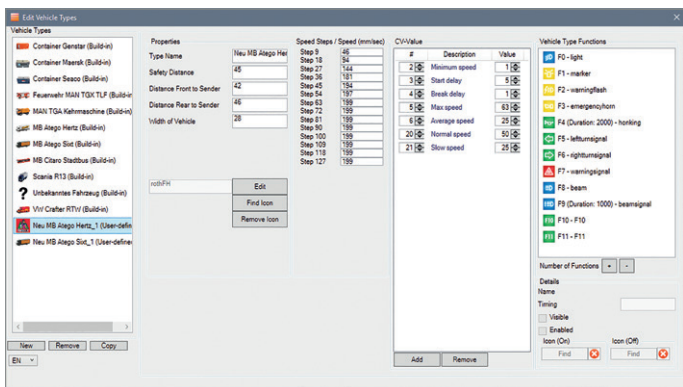 Edit Vehicle Types
Vehicle Types
Container Genstar (Build-in)
Container Maersk (Build-in)
Container Seaco (Build-in)
Feuerwehr MAN TGX TLF (Build-in
MAN TGA Kehrmaschine (Build-in)
MB Atego Hertz (Build-in)
MB Atego Sixt (Build-in)
MB Citaro Stadtbus (Build-in)
Scania R13 (Build-in)
Unbekanntes Fahrzeug (Build-in)
VW Crafter RTW (Build-in)
Neu MB Atego Hertz_1 (User-defin
Neu MB Atego Sixt_1 (User-define
New Remove Copy
EN
Properties
Type Name Neu MB Atego Her
Safety Distance 45
Distance Front to Sender 42
Distance Rear to Sender 46
Width of Vehicle 28
rothFH Edit
Find Icon
Remove Icon
Speed Steps / Speed (mm/sec)
Step 9 46
Step 18 94
Step 27 144
Step 36 181
Step 45 194
Step 54 197
Step 63 199
Step 72 199
Step 81 199
Step 90 199
Step 100 199
Step 109 199
Step 118 199
Step 127 199
CV-Value
# Description Value
2 Minimum speed 1
3 Start delay 5
4 Break delay 1
5 Max speed 63
6 Average speed 25
20 Normal speed 50
21 Slow speed 25
Add Remove
Vehicle Type Functions
F0 - light
F1 - marker
F2 - warningflash
F3 - emergencyhorn
F4 (Duration: 2000) - honking
F5 - leftturnsignal
F6 - rightturnsignal
F7 - warningsignal
F8 - beam
F9 (Duration: 1000) - beamsignal
F10 F10 - F10
F11 F11 - F11
Number of Functions + -
Details
Name
Timing
Visible
Enabled
Icon (On) Icon (Off)
Find Find